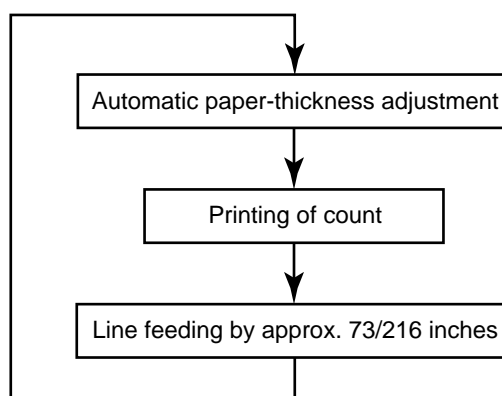 Automatic paper-thickness adjustment
Printing of count
Line feeding by approx. 73/216 inches